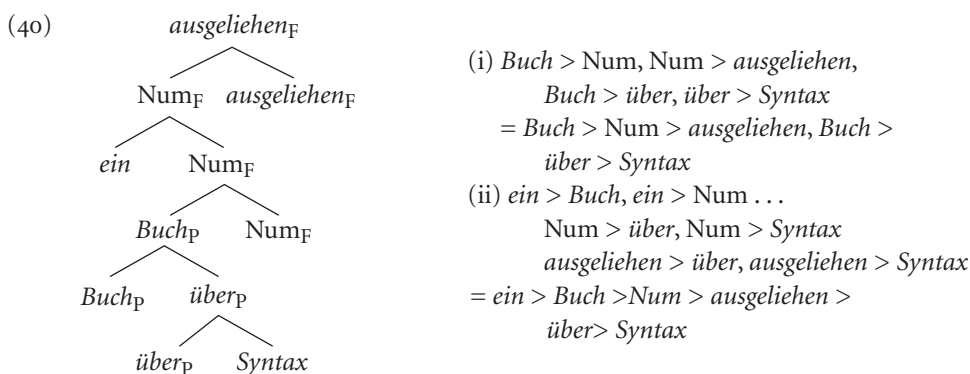 (40)
ausgeliehenF
NumF ausgeliehenF
ein NumF
BuchP NumF
BuchP überP
überP Syntax
(i) Buch > Num, Num > ausgeliehen,
Buch > über, über > Syntax
= Buch > Num > ausgeliehen, Buch >
über > Syntax
(ii) ein > Buch, ein > Num . . .
Num > über, Num > Syntax
ausgeliehen > über, ausgeliehen > Syntax
= ein > Buch >Num > ausgeliehen >
über> Syntax